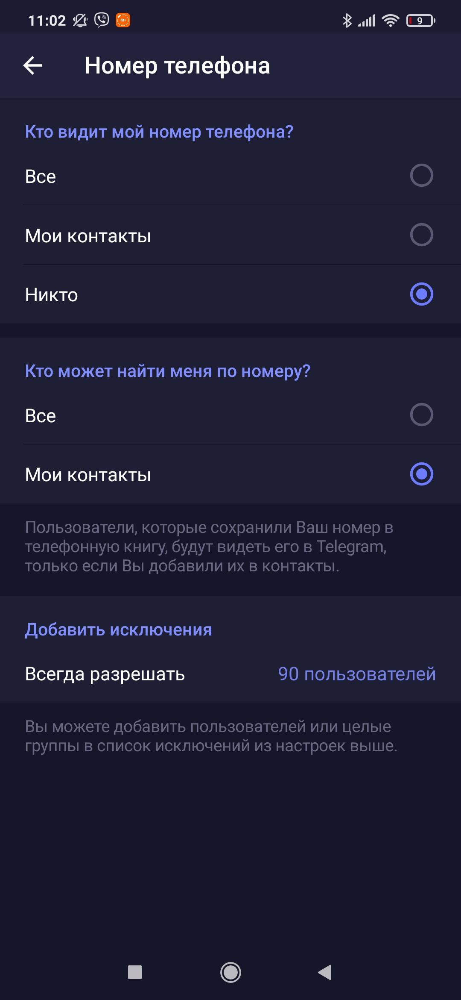 11:02
9
Номер телефона
Кто видит мой номер телефона?
Все
Мои контакты
Никто
Кто может найти меня по номеру?
Все
Мои контакты
Пользователи, которые сохранили Ваш номер в
телефонную книгу, будут видеть его в Telegram,
только если Вы добавили их в контакты.
Добавить исключения
Всегда разрешать 90 пользователей
Вы можете добавить пользователей или целые
группы в список исключений из настроек выше.